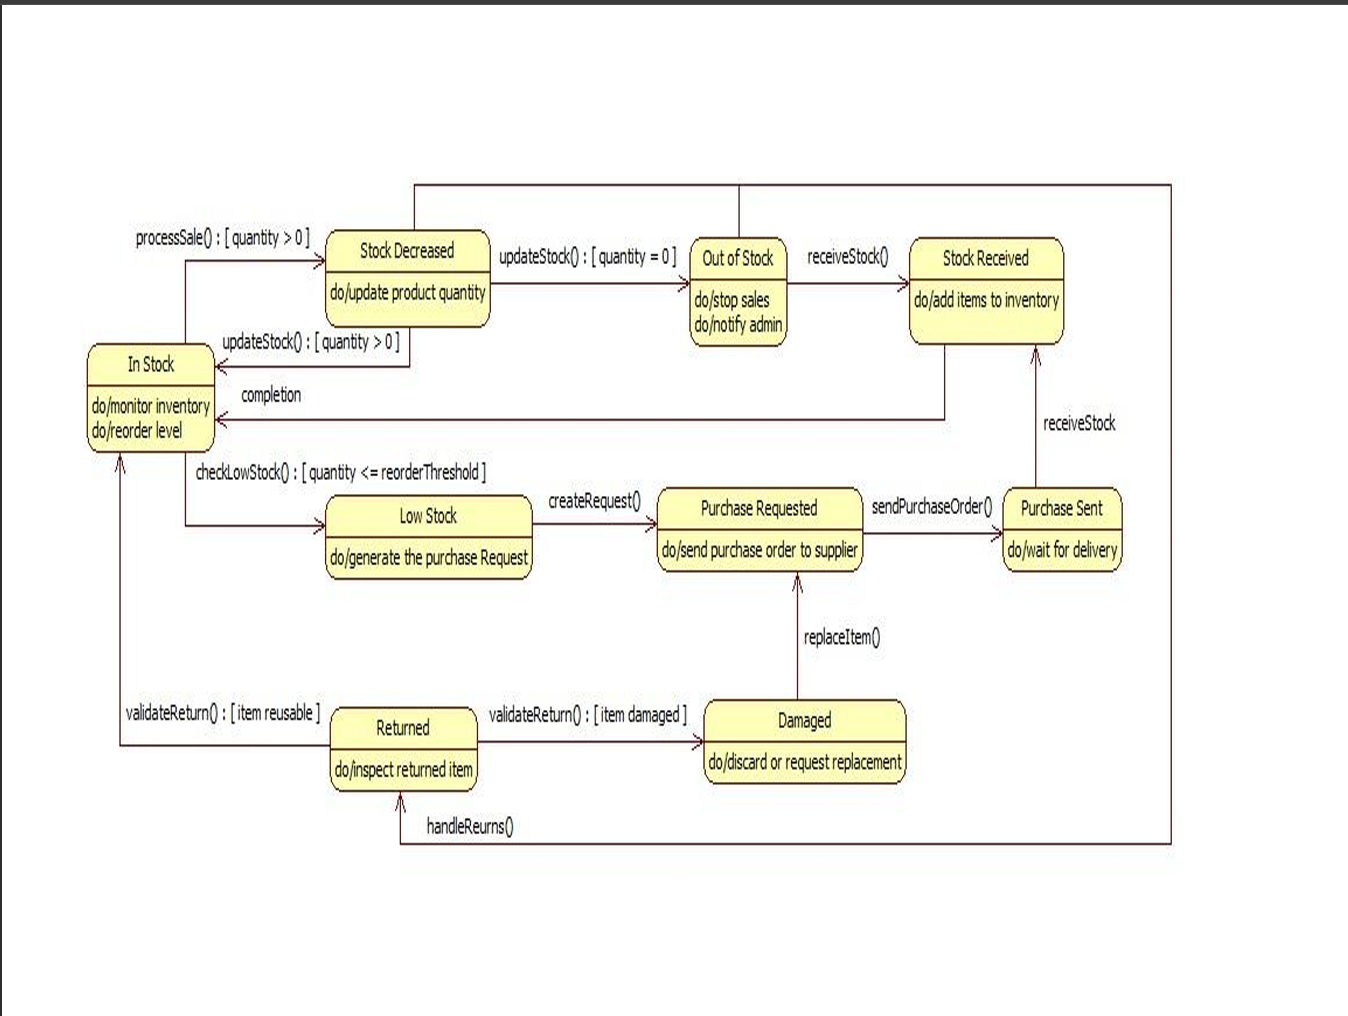 processSale() : [ quantity > 0 ]
Stock Decreased
do/update product quantity
updateStock() : [ quantity = 0 ]
Out of Stock
do/stop sales
do/notify admin
receiveStock()
Stock Received
do/add items to inventory
updateStock() : [ quantity > 0 ]
In Stock
do/monitor inventory
do/reorder level
completion
receiveStock
checkLowStock() : [ quantity <= reorderThreshold ]
Low Stock
do/generate the purchase Request
createRequest()
Purchase Requested
do/send purchase order to supplier
sendPurchaseOrder()
Purchase Sent
do/wait for delivery
replaceItem()
validateReturn() : [ item reusable ]
Returned
do/inspect returned item
validateReturn() : [ item damaged ]
Damaged
do/discard or request replacement
handleReurns()